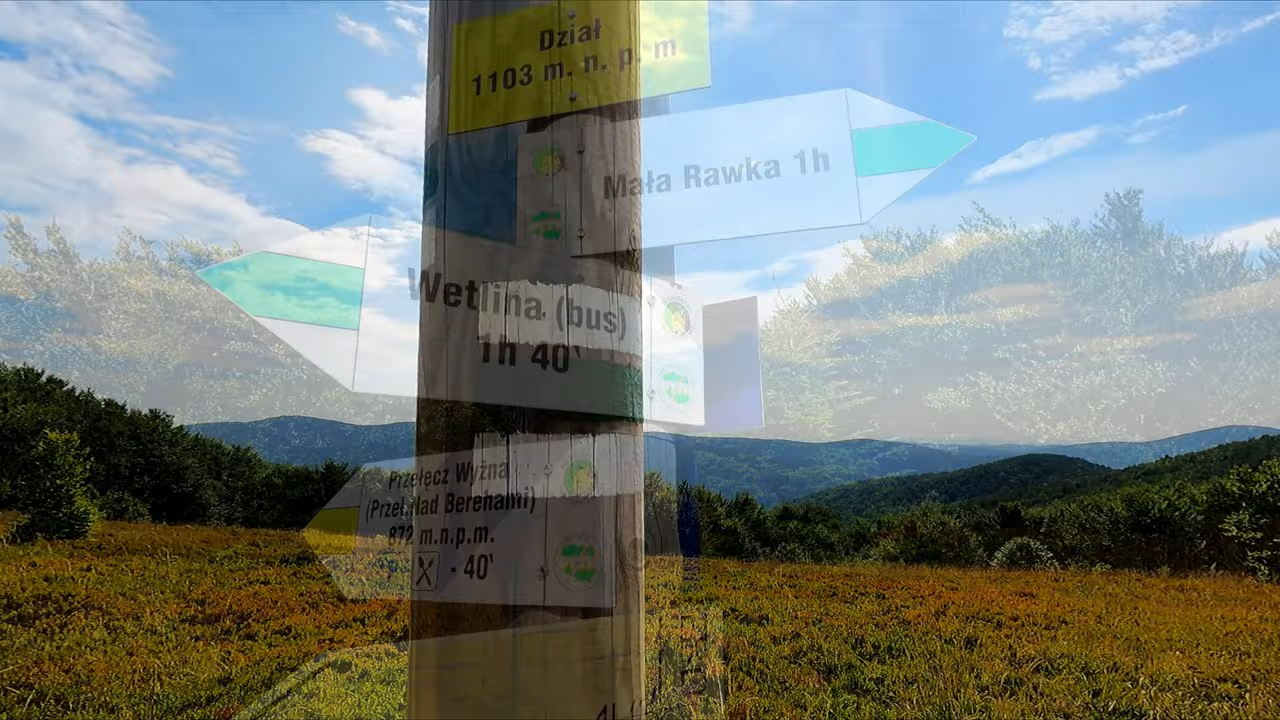 Dział
1103 m. n. p. m
Mała Rawka 1h
Wetlina (bus)
1h 40'
Przełęcz Wyżna
(Przeł. Nad Berehami)
872 m.n.p.m.
- 40'